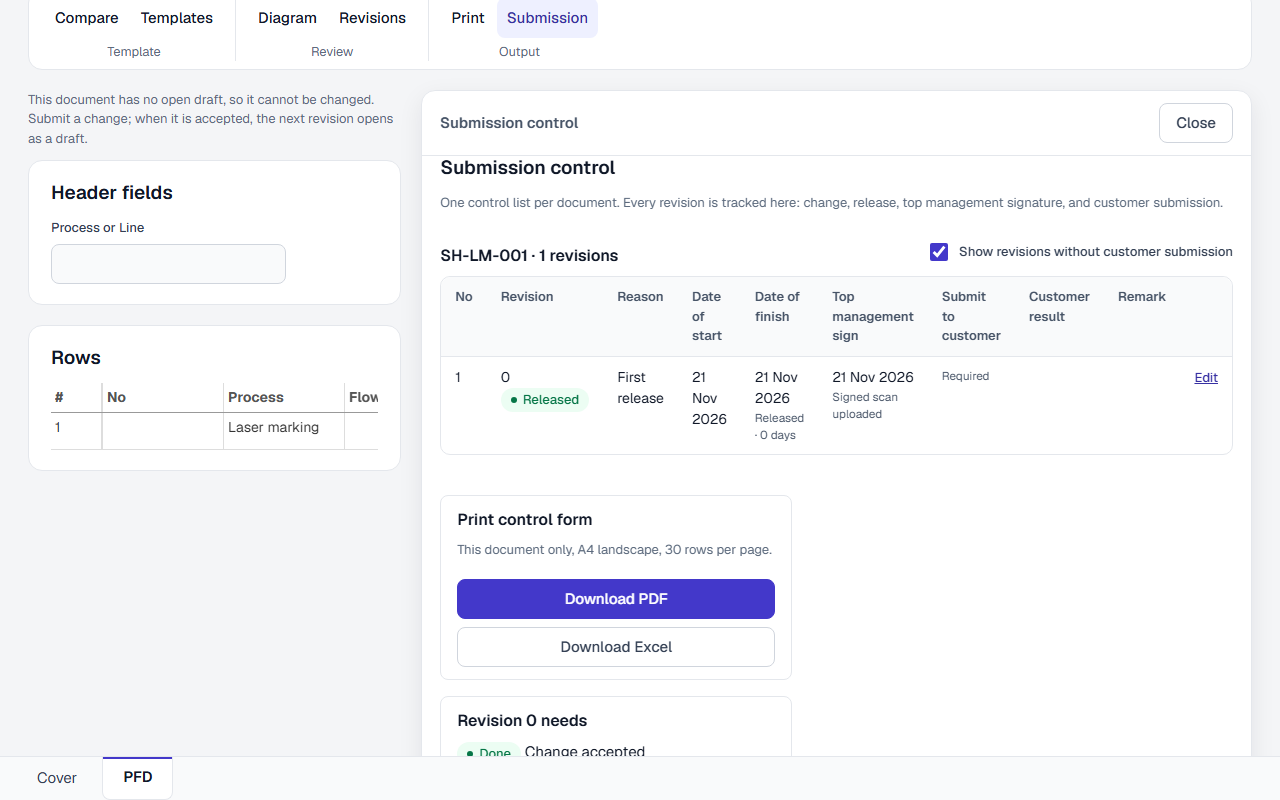 Compare Templates Diagram Revisions Print Submission
Template Review Output
This document has no open draft, so it cannot be changed.
Submit a change; when it is accepted, the next revision opens
as a draft.
Header fields
Process or Line
Rows
# No Process Flow
1 Laser marking
Submission control Close
Submission control
One control list per document. Every revision is tracked here: change, release, top management signature, and customer submission.
SH-LM-001 · 1 revisions Show revisions without customer submission
No Revision Reason Date of start Date of finish Top management sign Submit to customer Customer result Remark
1 0 Released First release 21 Nov 2026 21 Nov 2026 Released · 0 days 21 Nov 2026 Signed scan uploaded Required Edit
Print control form
This document only, A4 landscape, 30 rows per page.
Download PDF
Download Excel
Revision 0 needs
Done Change accepted
Cover PFD